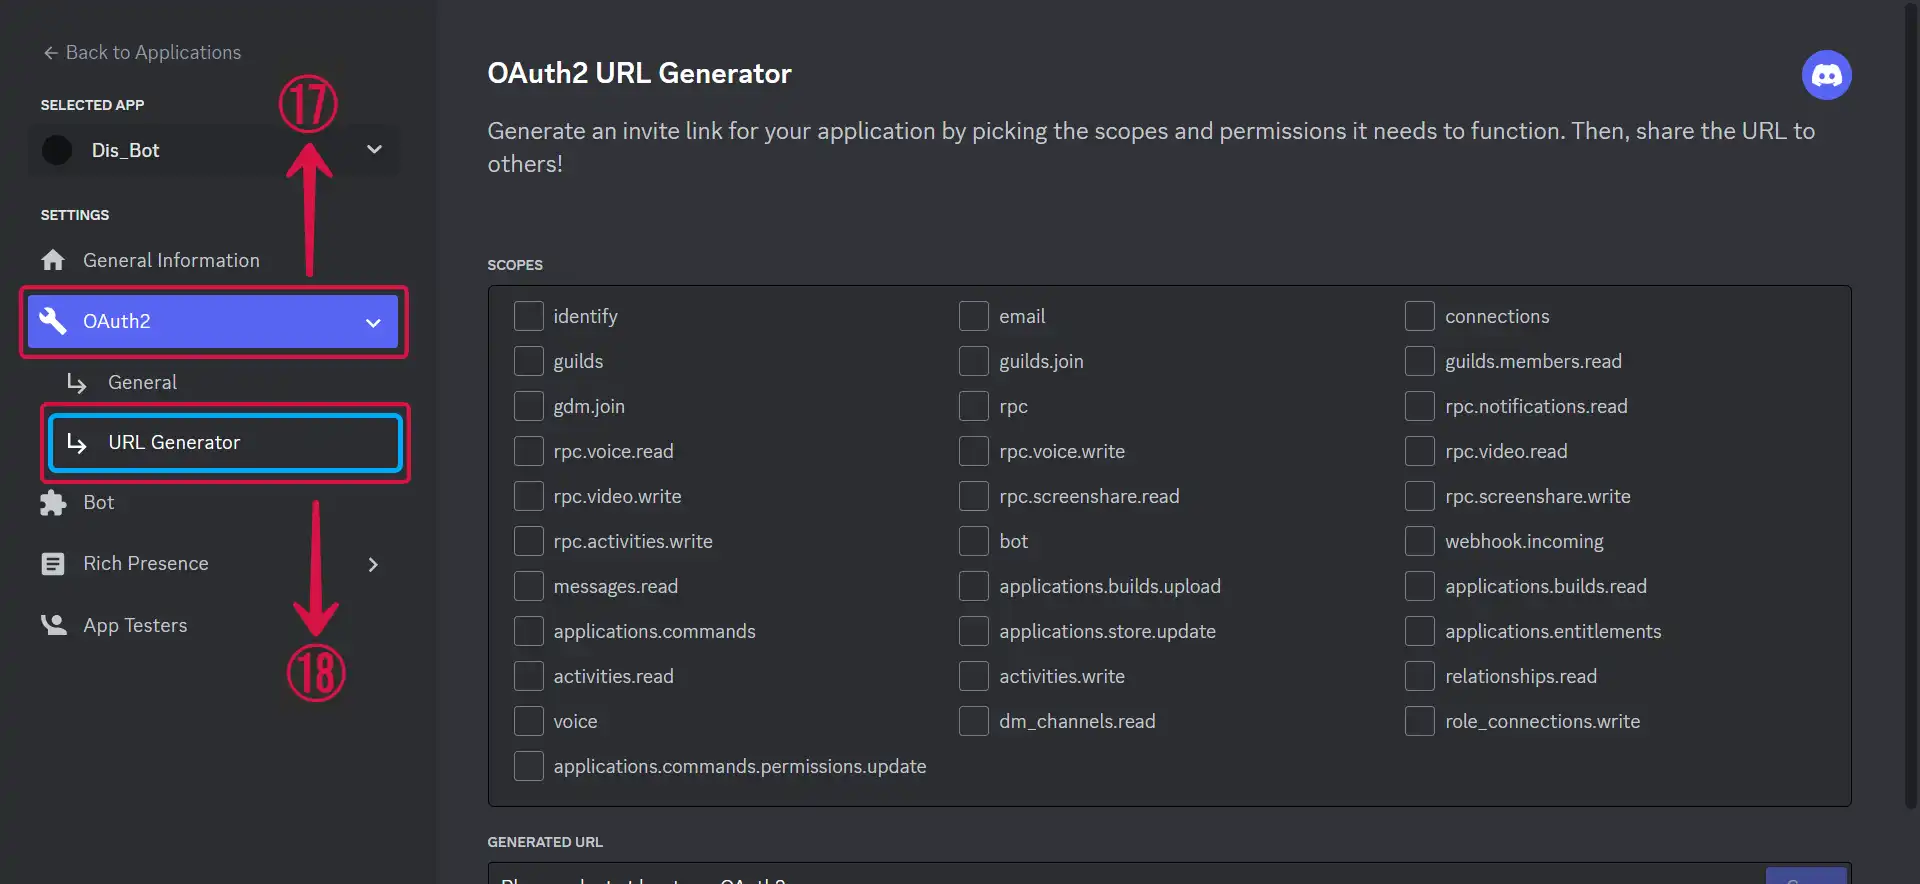 ← Back to Applications
SELECTED APP
17
Dis_Bot
SETTINGS
General Information
OAuth2
General
URL Generator
Bot
Rich Presence
App Testers
18
OAuth2 URL Generator
Generate an invite link for your application by picking the scopes and permissions it needs to function. Then, share the URL to
others!
SCOPES
identify email connections
guilds guilds.join guilds.members.read
gdm.join rpc rpc.notifications.read
rpc.voice.read rpc.voice.write rpc.video.read
rpc.video.write rpc.screenshare.read rpc.screenshare.write
rpc.activities.write bot webhook.incoming
messages.read applications.builds.upload applications.builds.read
applications.commands applications.store.update applications.entitlements
activities.read activities.write relationships.read
voice dm_channels.read role_connections.write
applications.commands.permissions.update
GENERATED URL